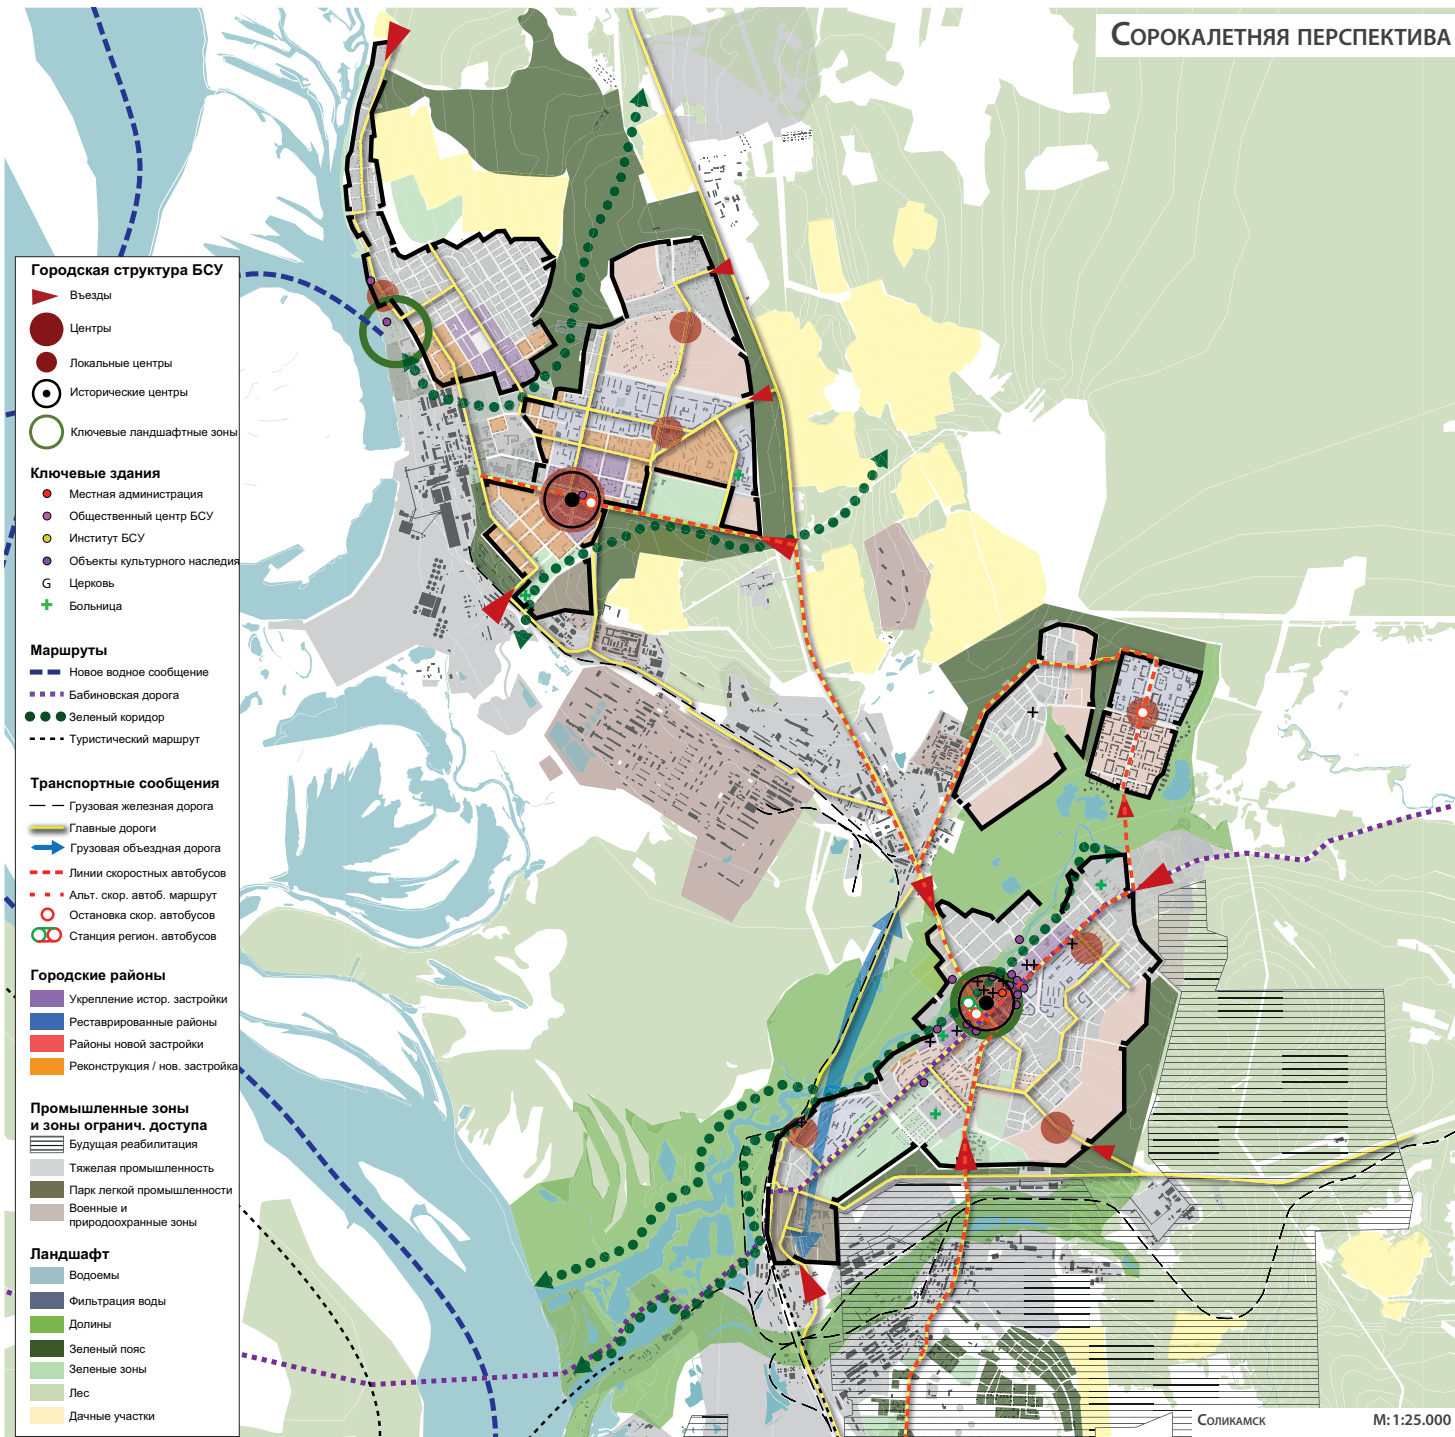 Сорокалетняя перспектива
Городская структура БСУ
Въезды
Центры
Локальные центры
Исторические центры
Ключевые ландшафтные зоны
Ключевые здания
Местная администрация
Общественный центр БСУ
Институт БСУ
Объекты культурного наследия
G Церковь
Больница
Маршруты
Новое водное сообщение
Бабиновская дорога
Зеленый коридор
Туристический маршрут
Транспортные сообщения
Грузовая железная дорога
Главные дороги
Грузовая объездная дорога
Линии скоростных автобусов
Альт. скор. автоб. маршрут
Остановка скор. автобусов
Станция регион. автобусов
Городские районы
Укрепление истор. застройки
Реставрированные районы
Районы новой застройки
Реконструкция / нов. застройка
Промышленные зоны
и зоны огранич. доступа
Будущая реабилитация
Тяжелая промышленность
Парк легкой промышленности
Военные и
природоохранные зоны
Ландшафт
Водоемы
Фильтрация воды
Долины
Зеленый пояс
Зеленые зоны
Лес
Дачные участки
Соликамск
М: 1:25.000